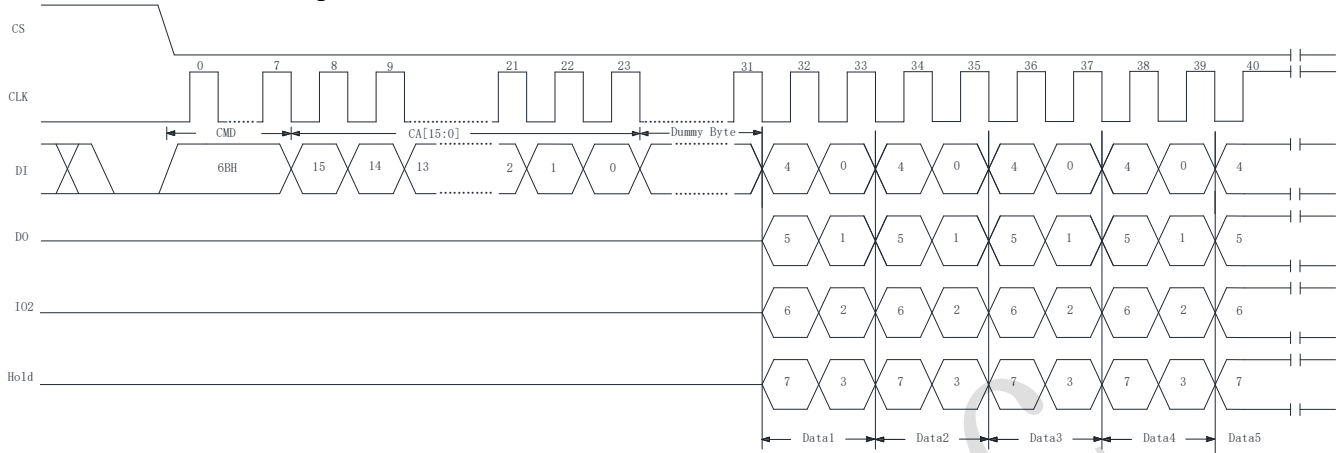 CS
0 7 8 9 21 22 23 31 32 33 34 35 36 37 38 39 40
CLK
CMD CA[15:0] Dummy Byte
DI 6BH 15 14 13 2 1 0 4 0 4 0 4 0 4 0 4
DO 5 1 5 1 5 1 5 1 5
IO2 6 2 6 2 6 2 6 2 6
Hold 7 3 7 3 7 3 7 3 7
Data1 Data2 Data3 Data4 Data5